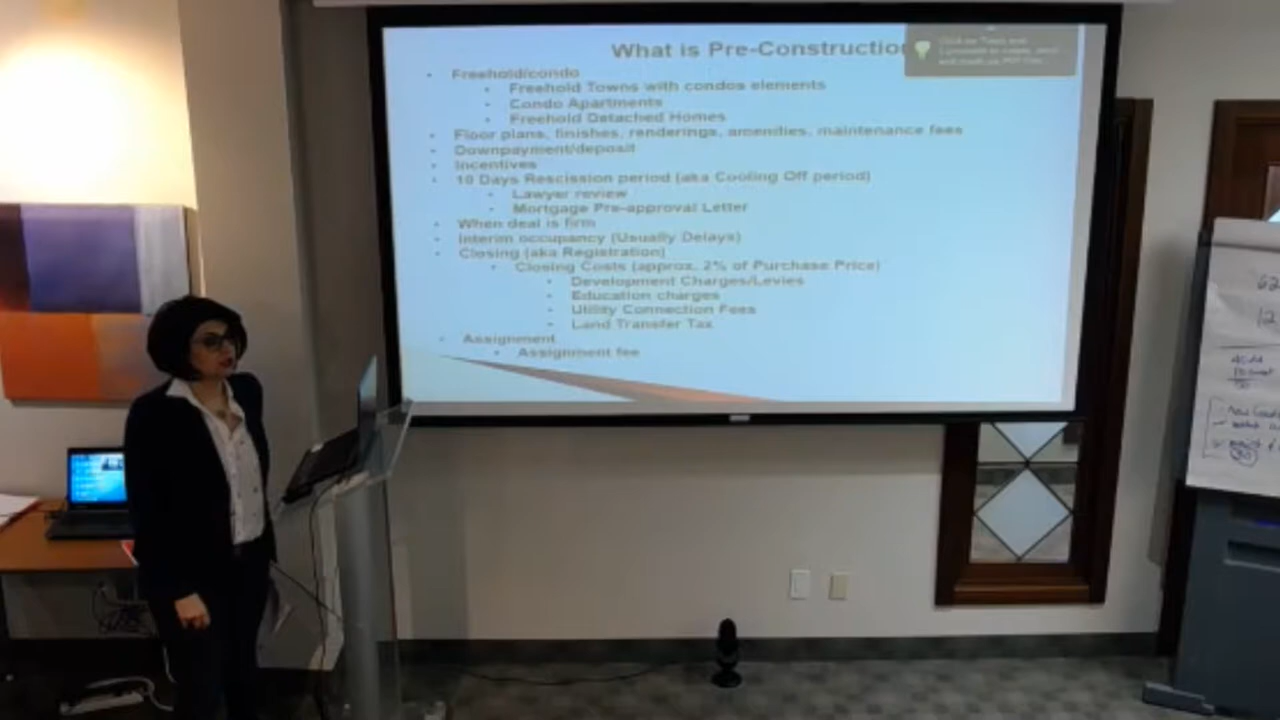 What is Pre-Construction
Freehold/condo
Freehold Towns with condos elements
Condo Apartments
Freehold Detached Homes
Floor plans, finishes, renderings, amenities, maintenance fees
Downpayment/deposit
Incentives
10 Days Rescission period (aka Cooling Off period)
Lawyer review
Mortgage Pre-approval Letter
When deal is firm
Interim occupancy (Usually Delays)
Closing (aka Registration)
Closing Costs (approx. 2% of Purchase Price)
Development Charges/Levies
Education charges
Utility Connection Fees
Land Transfer Tax
Assignment
Assignment fee
62
12